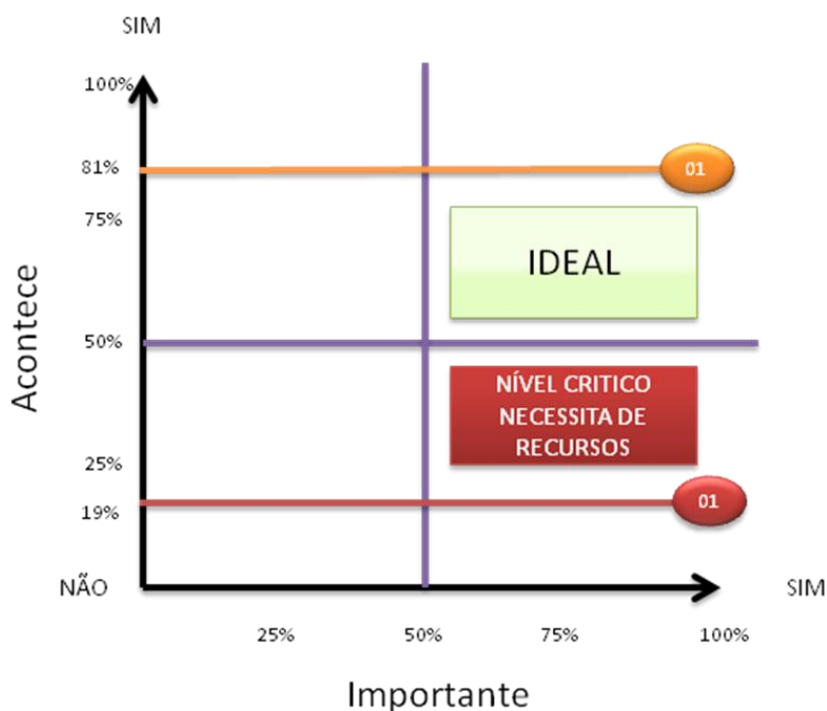 SIM
100%
81%
01
75%
IDEAL
Acontece
50%
NÍVEL CRITICO
NECESSITA DE
RECURSOS
25%
19%
01
NÃO
SIM
25%
50%
75%
100%
Importante